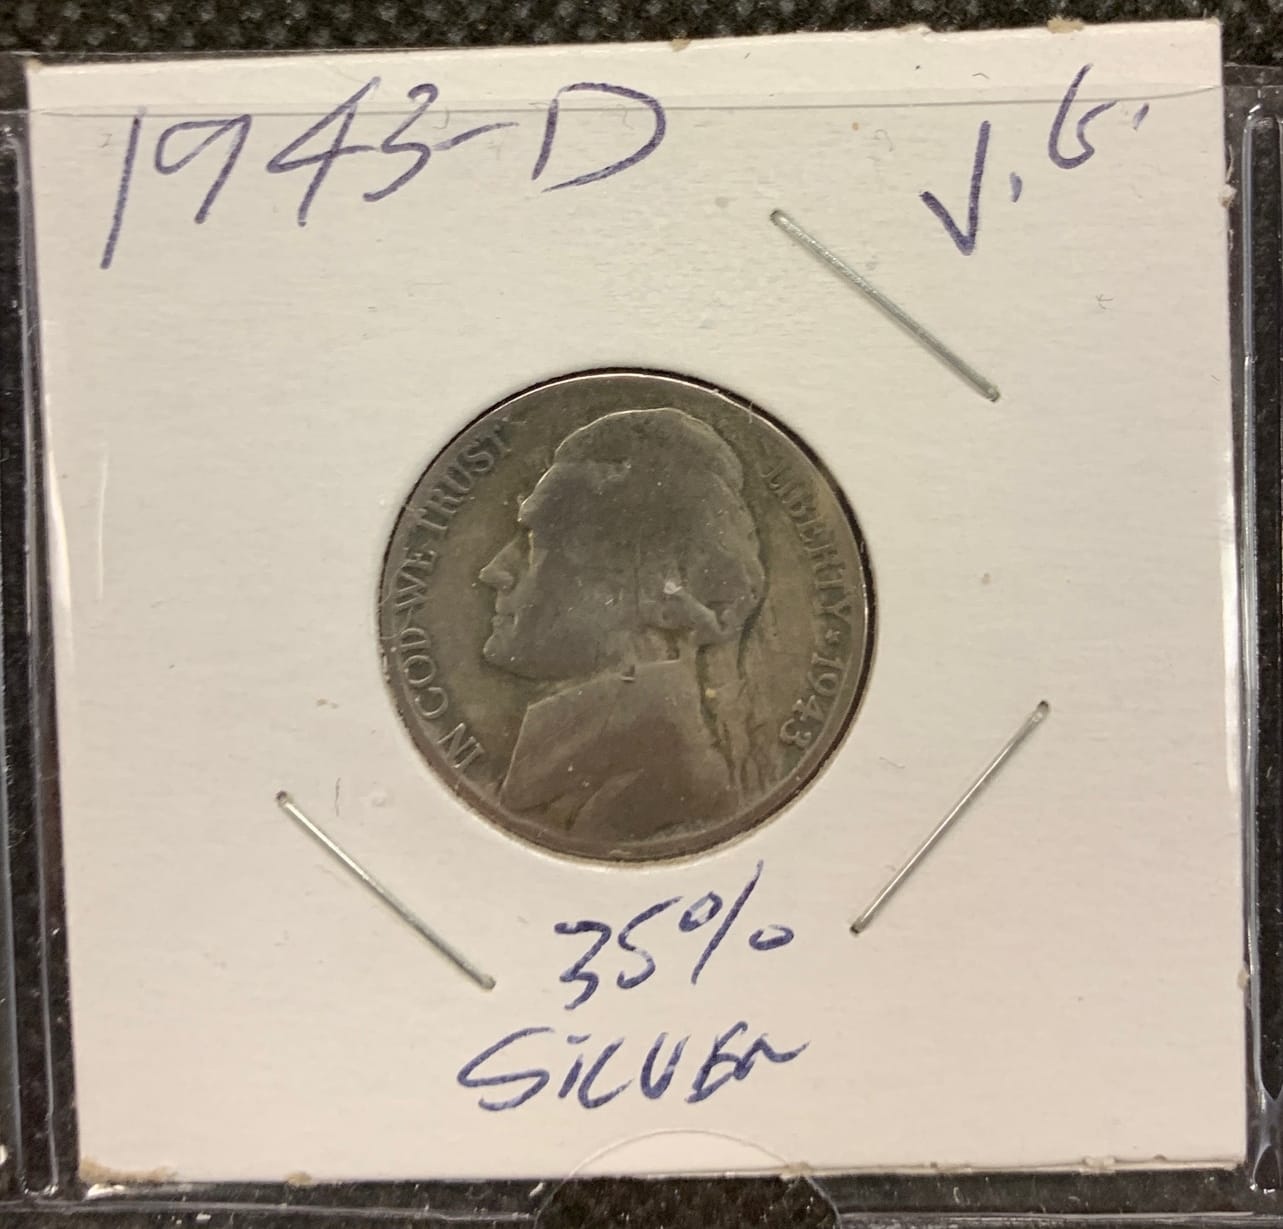 1943-D V.G.
IN GOD WE TRUST
LIBERTY * 1943
35%
SILVER